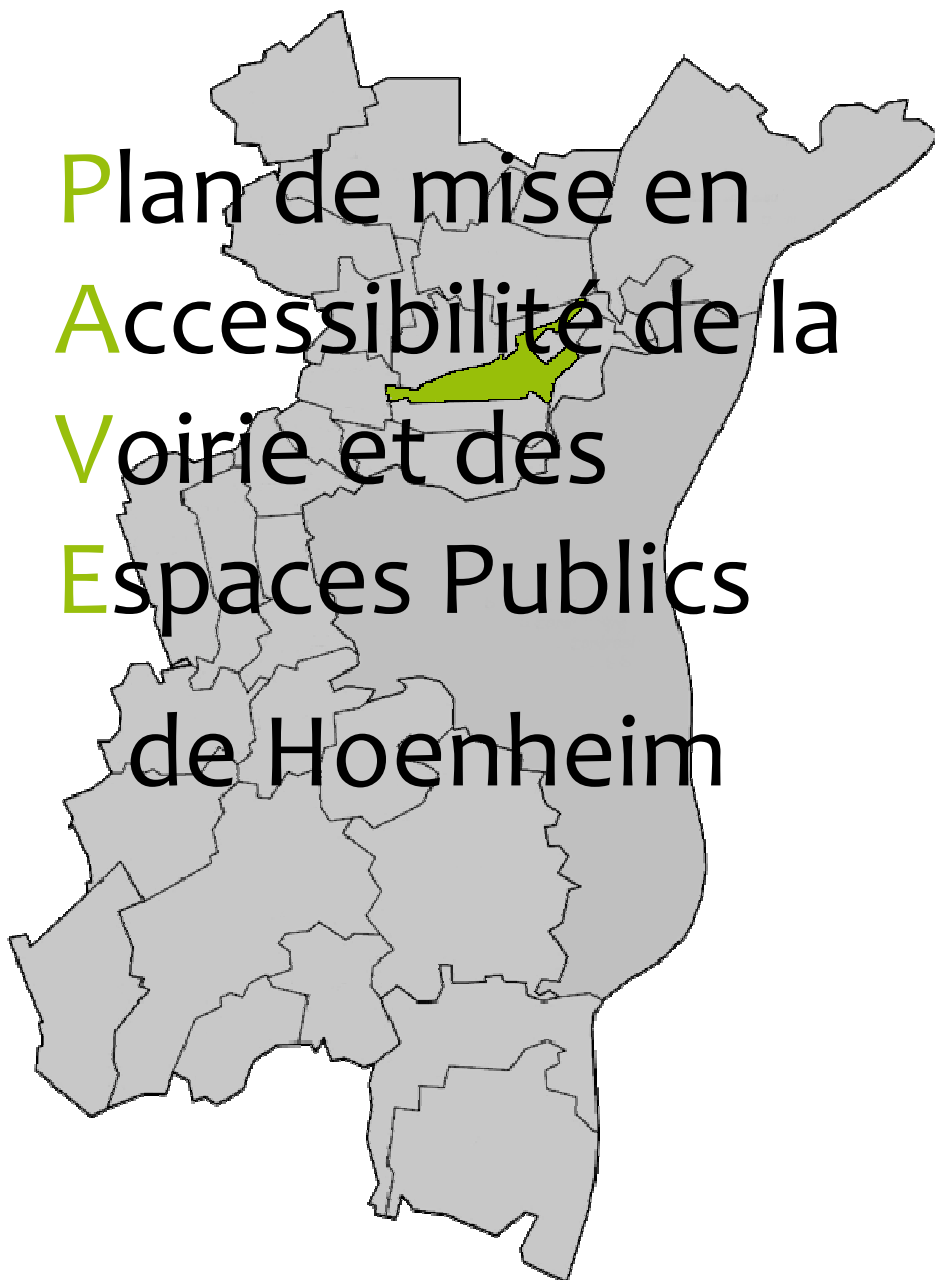 Plan de mise en
Accessibilité de la
Voirie et des
Espaces Publics
de Hoenheim